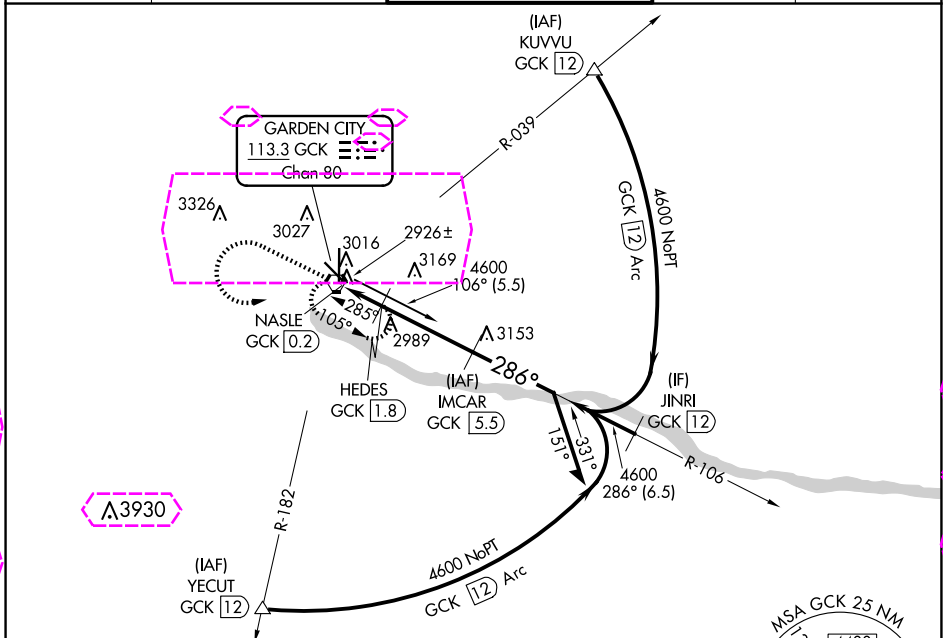 (IAF)
KUVVU
GCK 12
R-039
GARDEN CITY
113.3 GCK
Chan 80
4600 NoPT
GCK 12 Arc
3326
3027
3016
2926±
3169
4600
106° (5.5)
285°
105°
NASLE
GCK 0.2
2989
3153
286°
HEDES
GCK 1.8
(IAF)
IMCAR
GCK 5.5
(IF)
JINRI
GCK 12
151°
331°
4600
286° (6.5)
R-106
R-182
3930
(IAF)
YECUT
GCK 12
4600 NoPT
GCK 12 Arc
MSA GCK 25 NM